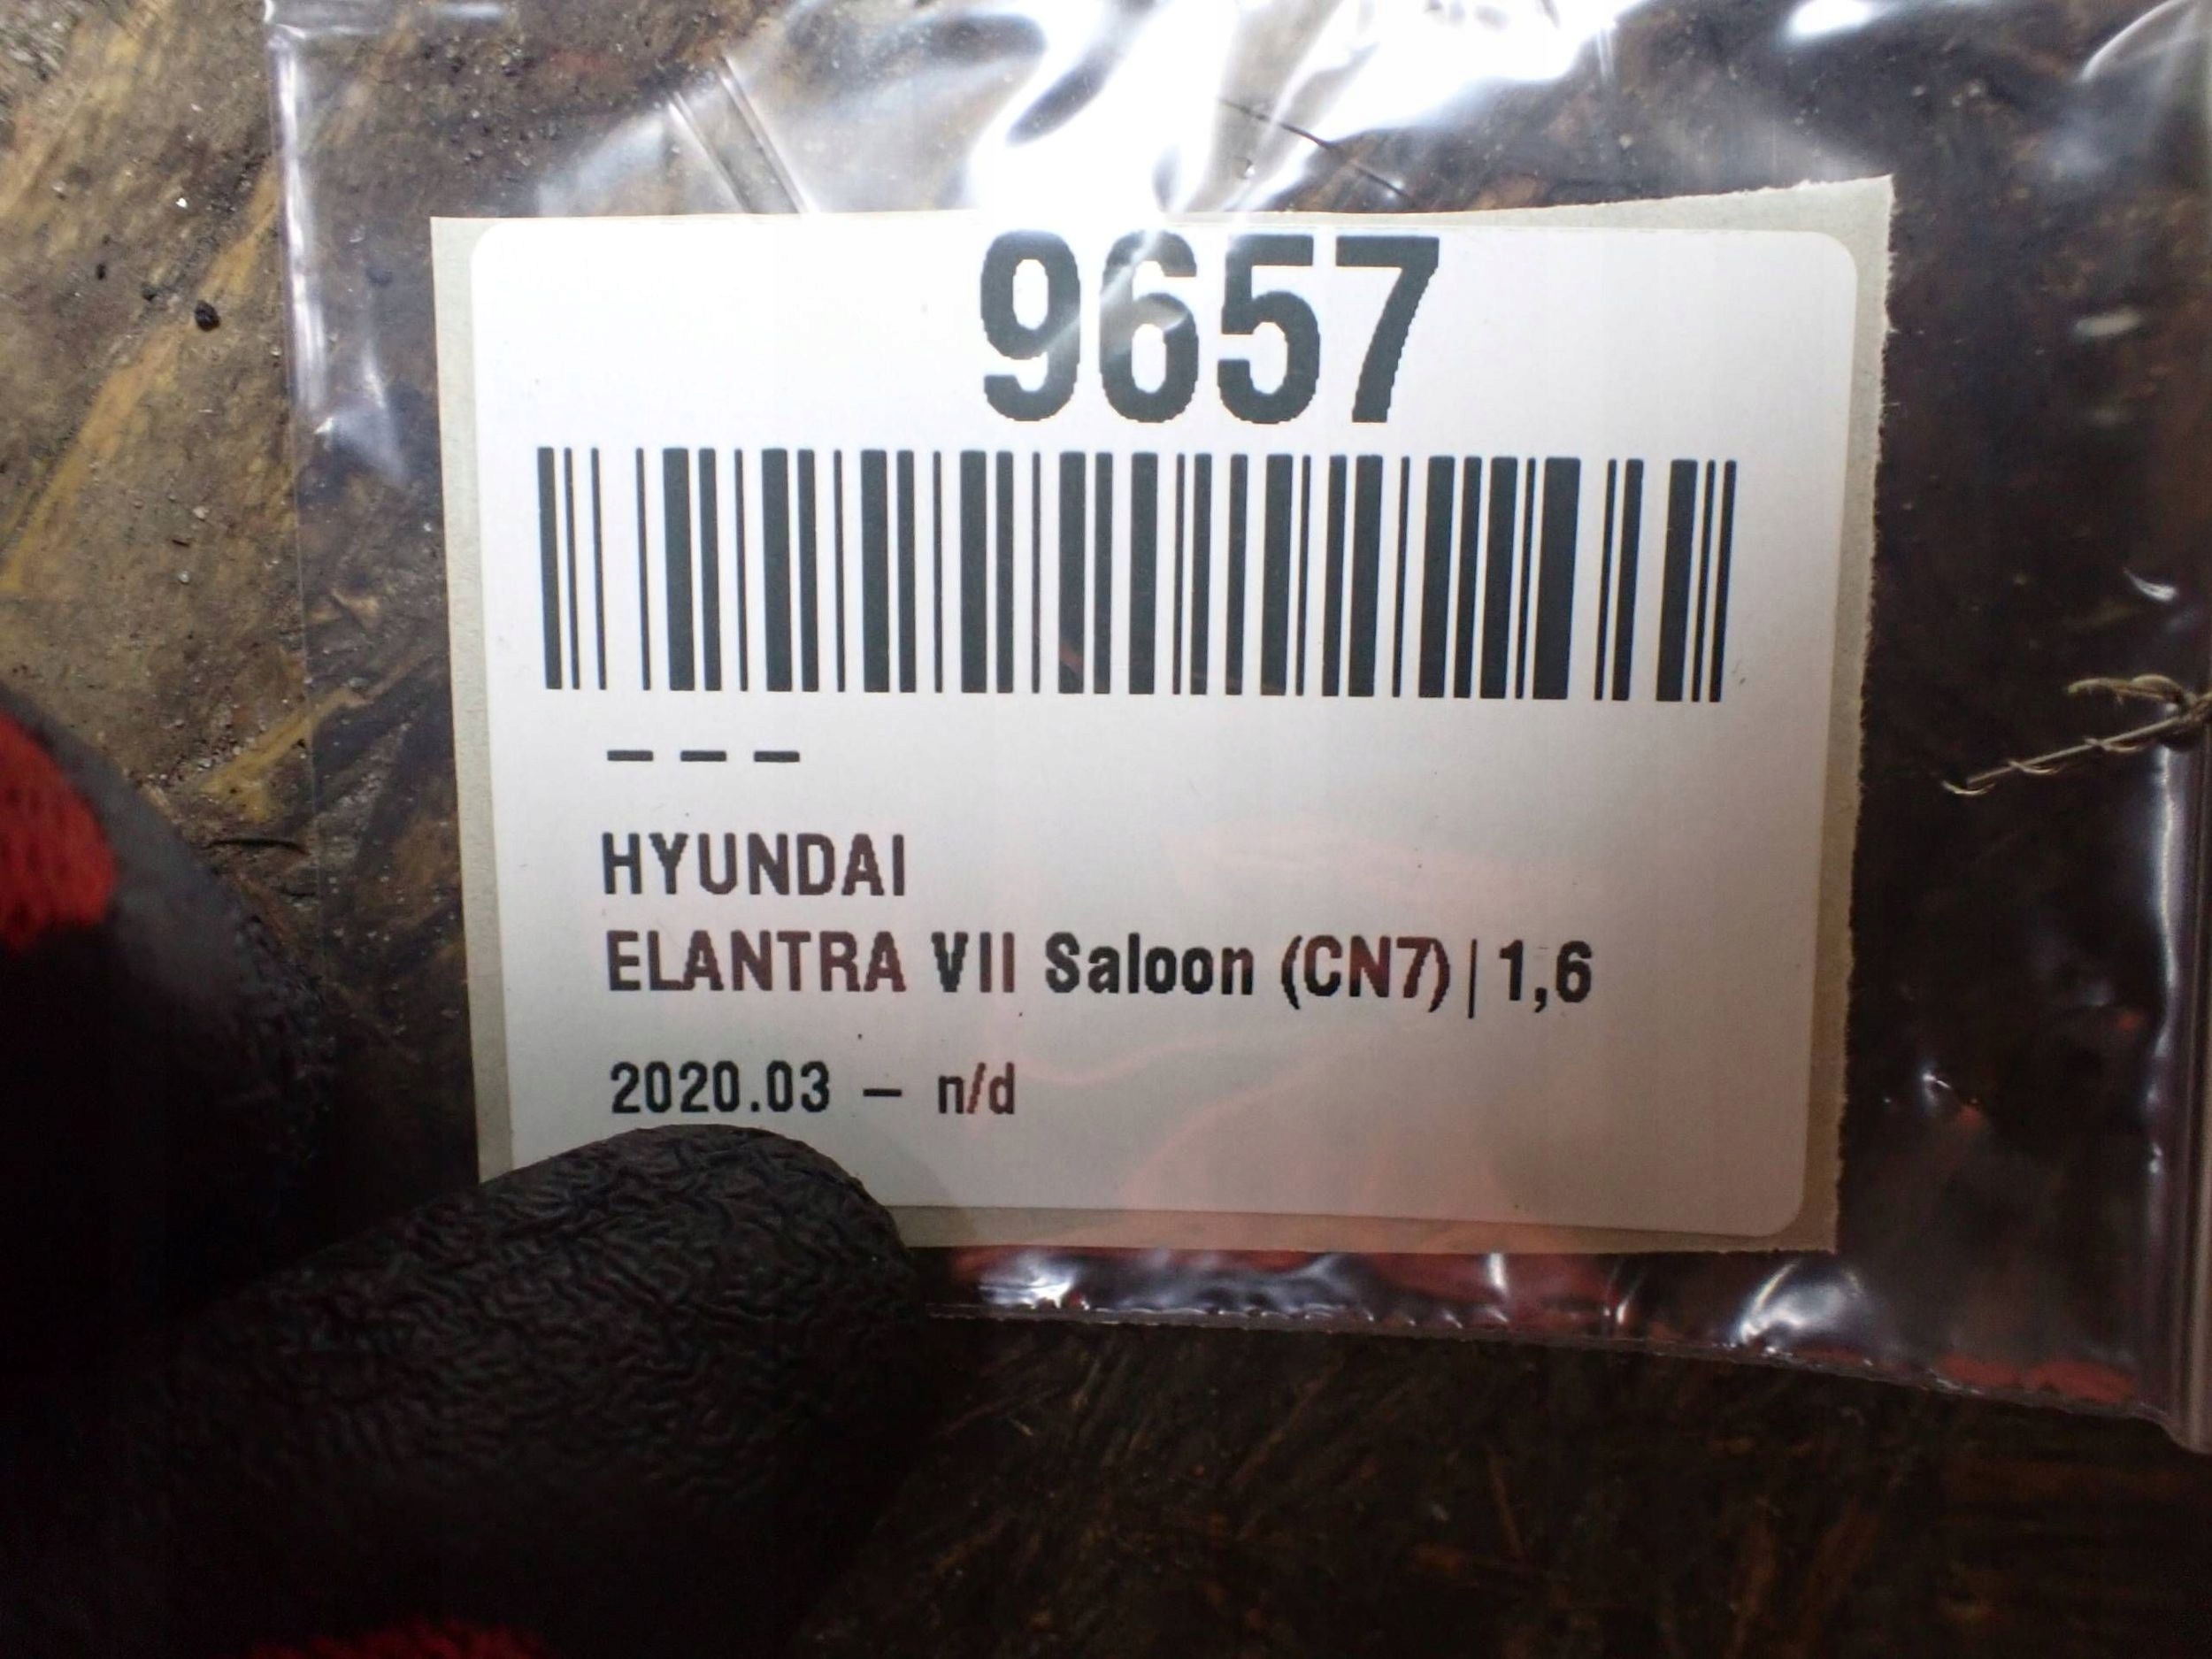 9657
– – –
HYUNDAI
ELANTRA VII Saloon (CN7) | 1,6
2020.03 – n/d